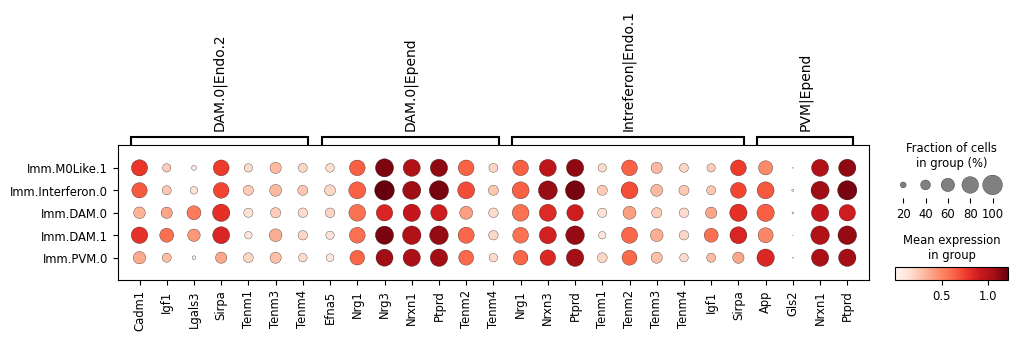 DAM.0|Endo.2
DAM.0|Epend
Intreferon|Endo.1
PVM|Epend
Imm.M0Like.1
Imm.Interferon.0
Imm.DAM.0
Imm.DAM.1
Imm.PVM.0
Cadm1
Igf1
Lgals3
Sirpa
Tenm1
Tenm3
Tenm4
Efna5
Nrg1
Nrg3
Nrxn1
Ptprd
Tenm2
Tenm4
Nrg1
Nrxn3
Ptprd
Tenm1
Tenm2
Tenm3
Tenm4
Igf1
Sirpa
App
Gls2
Nrxn1
Ptprd
Fraction of cells
in group (%)
20 40 60 80 100
Mean expression
in group
0.5 1.0